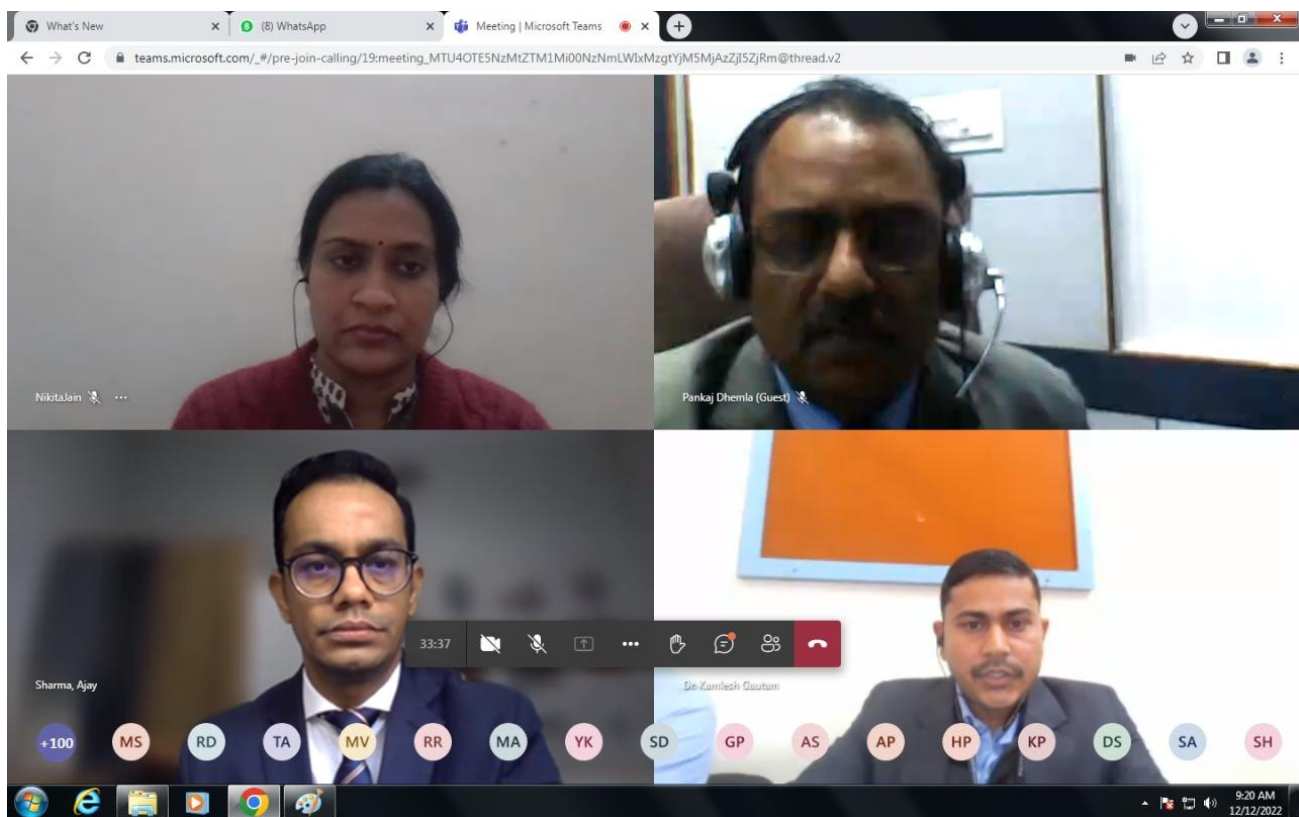 What's New
(8) WhatsApp
Meeting | Microsoft Teams
teams.microsoft.com/_#/pre-join-calling/19:meeting_MTU4OTE5NzMtZTM1Mi00NzNmLWIxMzgtYjM5MjAzZjI5ZjRm@thread.v2
NikitaJain
Pankaj Dhemla (Guest)
33:37
Sharma, Ajay
Dr. Kamlesh Gautam
+100 MS RD TA MV RR MA YK SD GP AS AP HP KP DS SA SH
9:20 AM
12/12/2022